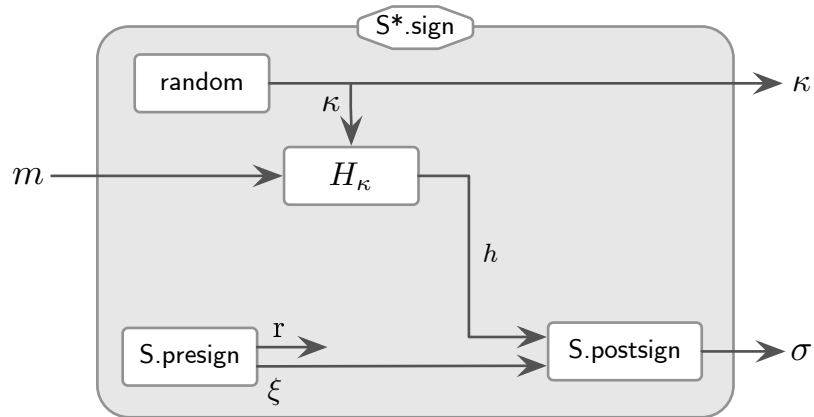 S*.sign
random
κ
κ
m
H_κ
h
S.presign
r
ξ
S.postsign
σ